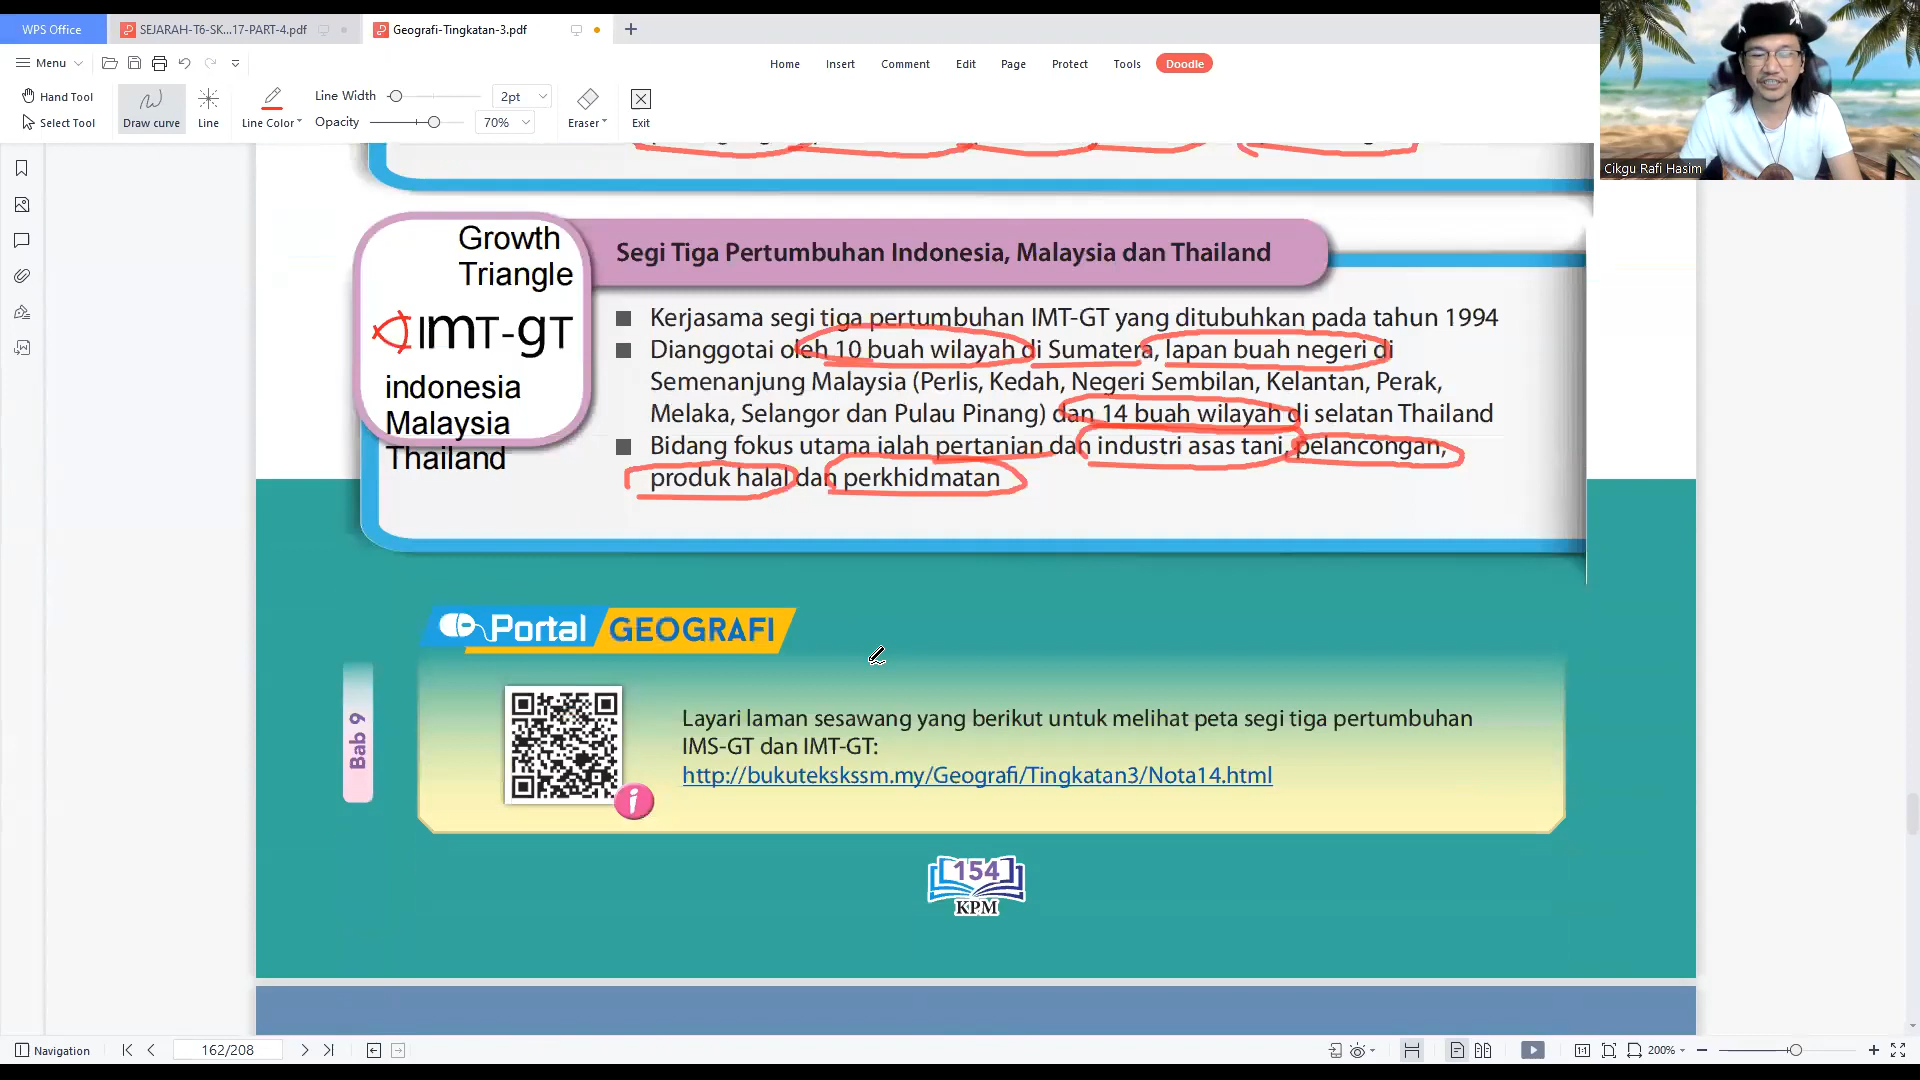 WPS Office
SEJARAH-T6-SK...17-PART-4.pdf
Geografi-Tingkatan-3.pdf
Menu
Home
Insert
Comment
Edit
Page
Protect
Tools
Doodle
Hand Tool
Select Tool
Draw curve
Line
Line Color
Line Width
2pt
Opacity
70%
Eraser
Exit
Cikgu Rafi Hasim
Growth
Triangle
IMT-GT
indonesia
Malaysia
Thailand
Segi Tiga Pertumbuhan Indonesia, Malaysia dan Thailand
Kerjasama segi tiga pertumbuhan IMT-GT yang ditubuhkan pada tahun 1994
Dianggotai oleh 10 buah wilayah di Sumatera, lapan buah negeri di
Semenanjung Malaysia (Perlis, Kedah, Negeri Sembilan, Kelantan, Perak,
Melaka, Selangor dan Pulau Pinang) dan 14 buah wilayah di selatan Thailand
Bidang fokus utama ialah pertanian dan industri asas tani, pelancongan,
produk halal dan perkhidmatan
Portal GEOGRAFI
Layari laman sesawang yang berikut untuk melihat peta segi tiga pertumbuhan
IMS-GT dan IMT-GT:
http://bukutekskssm.my/Geografi/Tingkatan3/Nota14.html
i
Bab 9
154
KPM
Navigation
162/208
200%